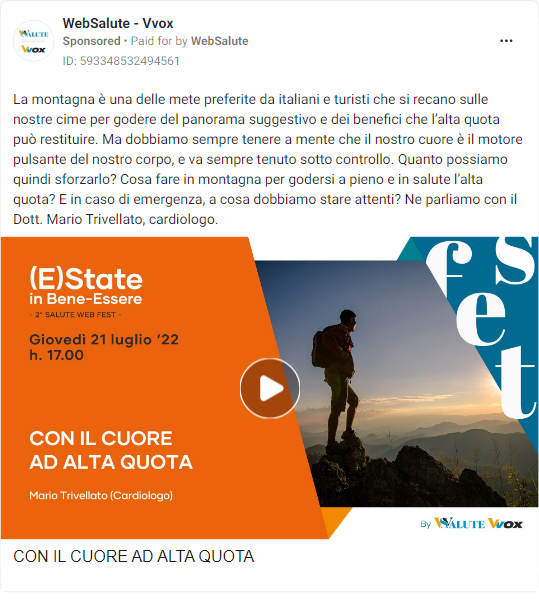 WebSalute - Vvox
Sponsored • Paid for by WebSalute
ID: 593348532494561
La montagna è una delle mete preferite da italiani e turisti che si recano sulle
nostre cime per godere del panorama suggestivo e dei benefici che l'alta quota
può restituire. Ma dobbiamo sempre tenere a mente che il nostro cuore è il motore
pulsante del nostro corpo, e va sempre tenuto sotto controllo. Quanto possiamo
quindi sforzarlo? Cosa fare in montagna per godersi a pieno e in salute l'alta
quota? E in caso di emergenza, a cosa dobbiamo stare attenti? Ne parliamo con il
Dott. Mario Trivellato, cardiologo.
(E)State
in Bene-Essere
- 2° SALUTE WEB FEST -
Giovedì 21 luglio '22
h. 17.00
CON IL CUORE
AD ALTA QUOTA
Mario Trivellato (Cardiologo)
fest
By WSALUTE Vvox
CON IL CUORE AD ALTA QUOTA